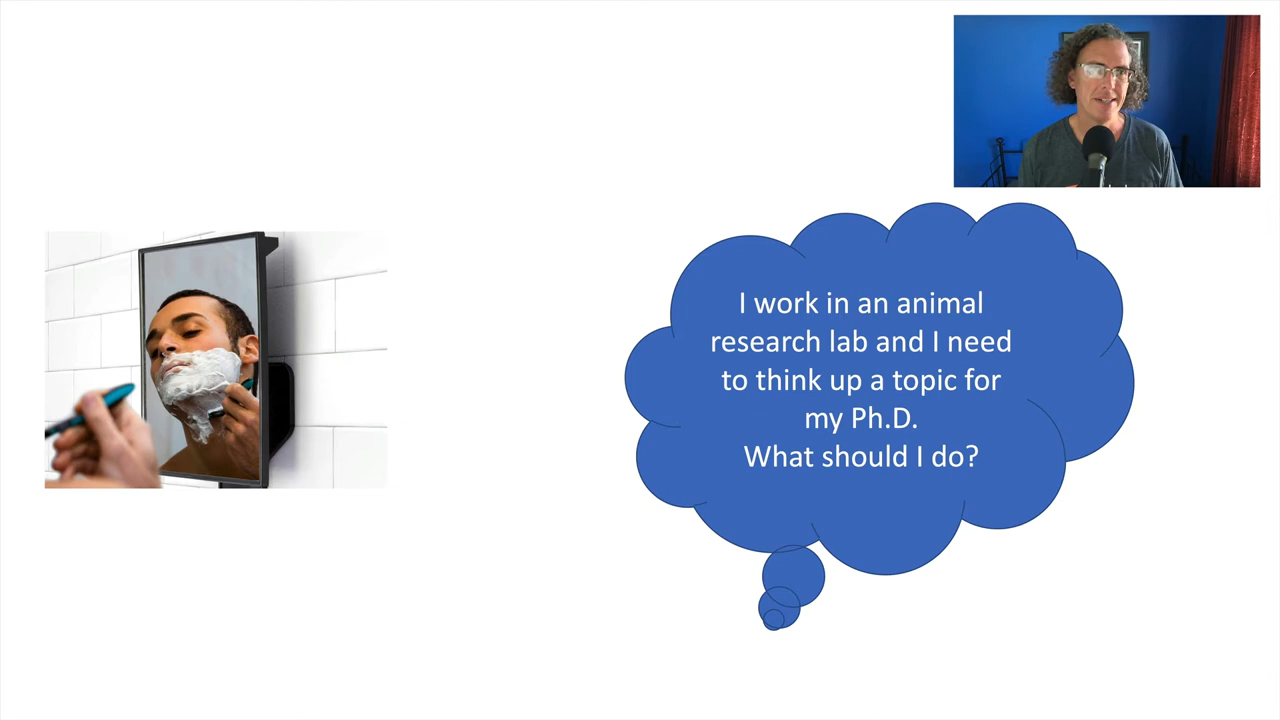 I work in an animal
research lab and I need
to think up a topic for
my Ph.D.
What should I do?